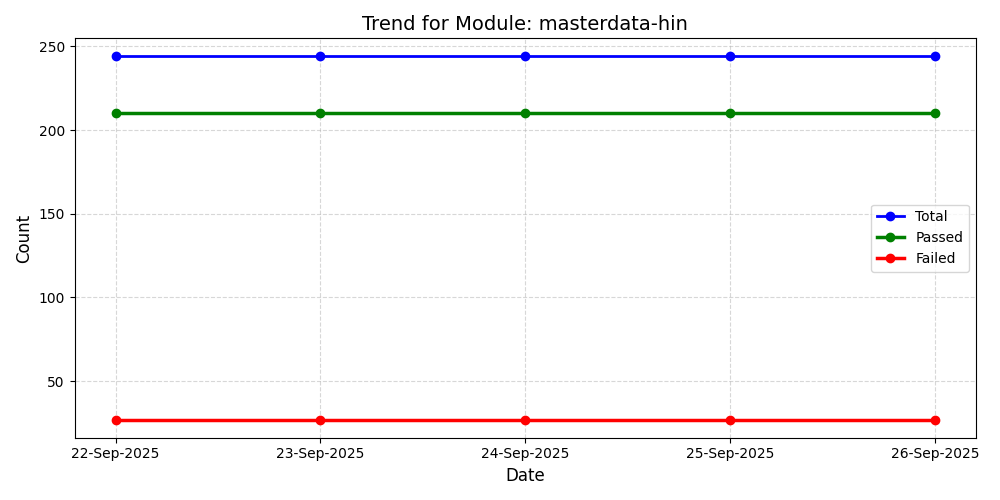 Trend for Module: masterdata-hin
250
200
150
100
50
Count
Total
Passed
Failed
22-Sep-2025
23-Sep-2025
24-Sep-2025
25-Sep-2025
26-Sep-2025
Date